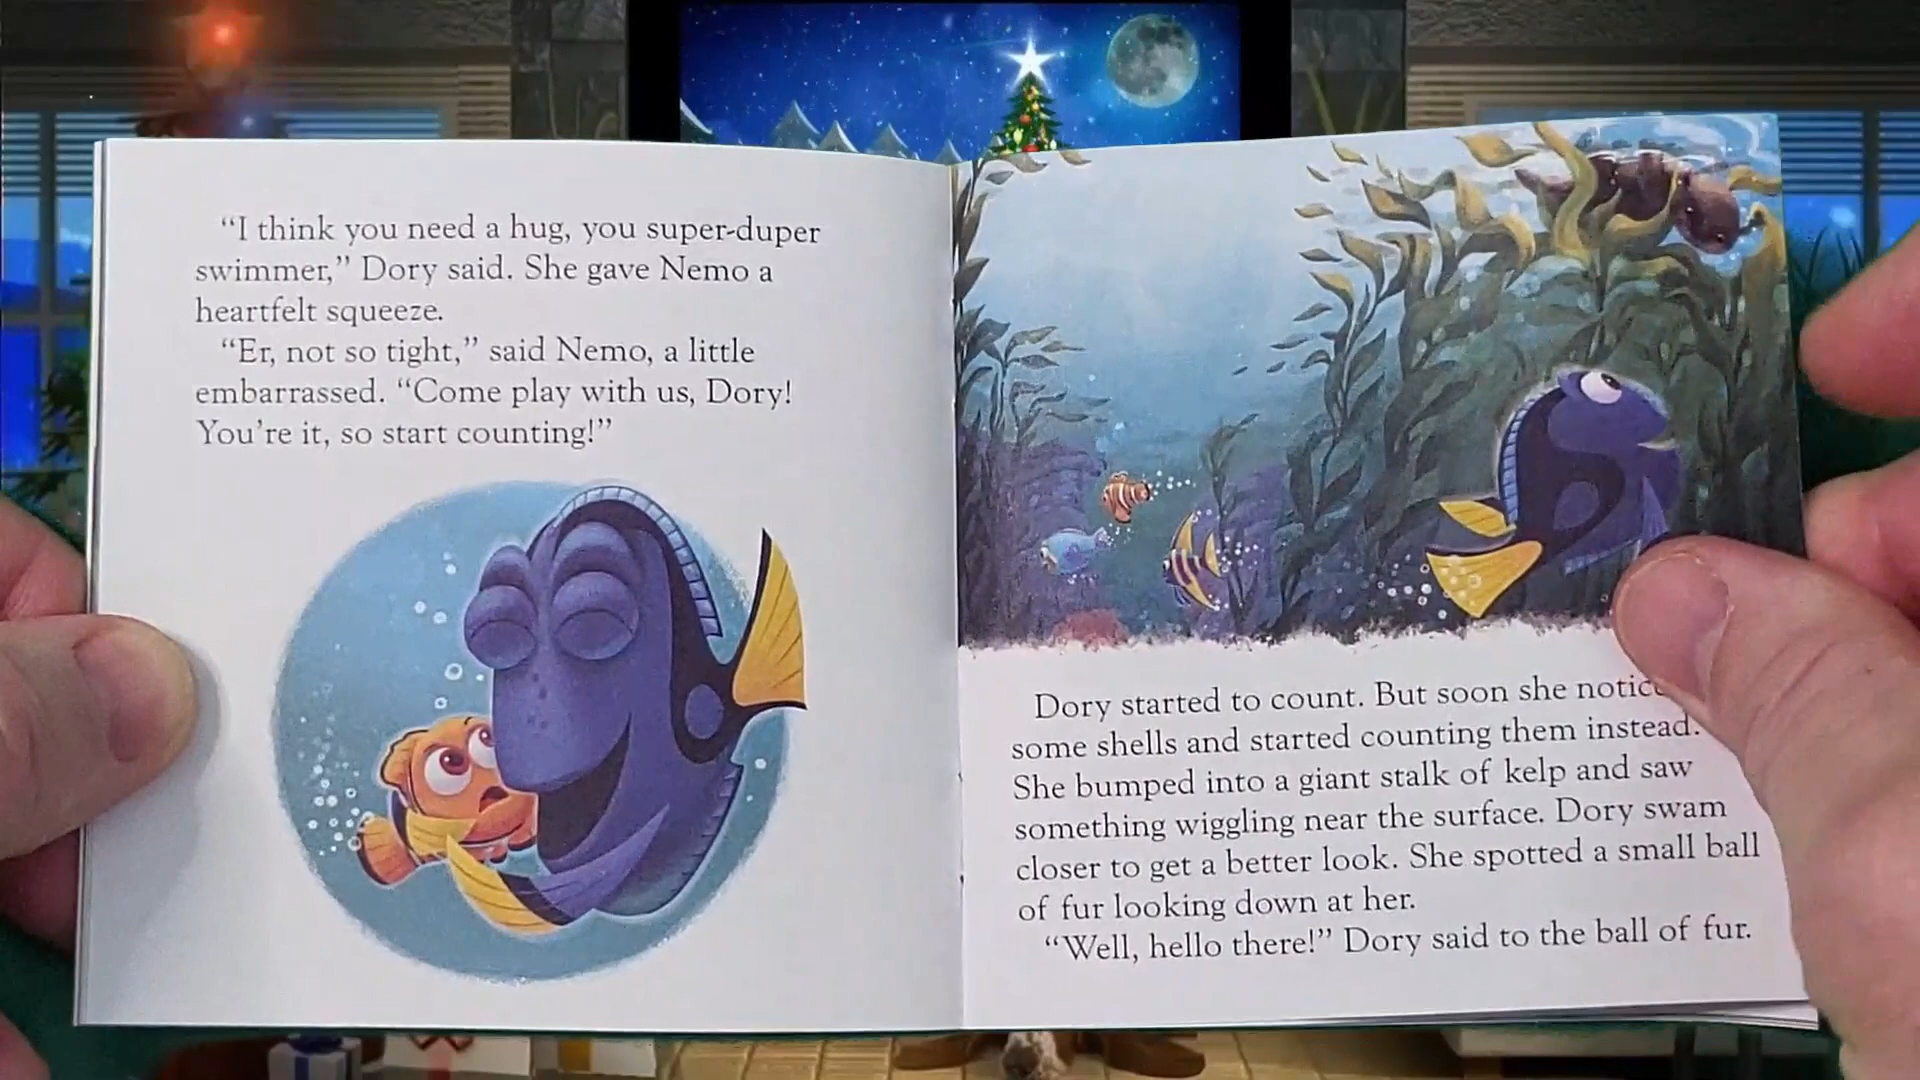 “I think you need a hug, you super-duper
swimmer,” Dory said. She gave Nemo a
heartfelt squeeze.
“Er, not so tight,” said Nemo, a little
embarrassed. “Come play with us, Dory!
You’re it, so start counting!”
Dory started to count. But soon she
some shells and started counting them instead.
She bumped into a giant stalk of kelp and saw
something wiggling near the surface. Dory swam
closer to get a better look. She spotted a small ball
of fur looking down at her.
“Well, hello there!” Dory said to the ball of fur.